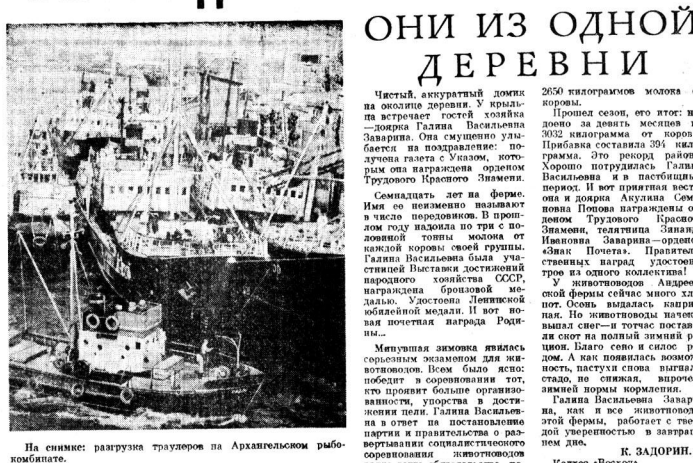 ОНИ ИЗ ОДНОЙ
ДЕРЕВНИ
Чистый, аккуратный домик
на околице деревни. У крыль-
ца встречает гостей хозяйка
—доярка Галина Васильевна
Заварина. Она смущенно улы-
бается на поздравление: по-
лучена газета с Указом, кото-
рым она награждена орденом
Трудового Красного Знамени.
Семнадцать лет на ферме.
Имя ее неизменно называют
в числе передовиков. В прош-
лом году надоила по три с по-
ловиной тонны молока от
каждой коровы своей группы.
Галина Васильевна была уча-
стницей Выставки достижений
народного хозяйства СССР,
награждена бронзовой ме-
далью. Удостоена Ленинской
юбилейной медали. И вот но-
вая почетная награда Роди-
ны...
Минувшая зимовка явилась
серьезным экзаменом для жи-
вотноводов. Всем было ясно:
победит в соревновании тот,
кто проявит больше организо-
ванности, упорства в дости-
жении цели. Галина Васильев-
на в ответ на постановление
партии и правительства о раз-
вертывании социалистического
соревнования животноводов
2650 килограммов молока
коровы.
Прошел сезон, его итог: н
доено за девять месяцев
3032 килограмма от коров
Прибавка составила 394 кил
грамма. Это рекорд район
Хорошо потрудилась Галин
Васильевна и в пастбищны
период. И вот приятная вест
она и доярка Акулина Сем
новна Попова награждены о
деном Трудового Красно
Знамени, телятница Зинаид
Ивановна Заварина—орден
«Знак Почета». Правител
ственных наград удостоен
трое из одного коллектива!
У животноводов Андрее
ской фермы сейчас много хл
пот. Осень выдалась капри
ная. Но животноводы начек
выпал снег—и тотчас постав
ли скот на полный зимний р
цион. Благо сено и силос р
дом. А как появилась возмож
ность, пастухи снова выгнал
стадо, не снижая, впроче
зимней нормы кормления.
Галина Васильевна Завар
на, как и все животновод
этой фермы, работает с тве
дой уверенностью в завтраш
нем дне.
К. ЗАДОРИН.
На снимке: разгрузка траулеров на Архангельском рыбо-
комбинате.